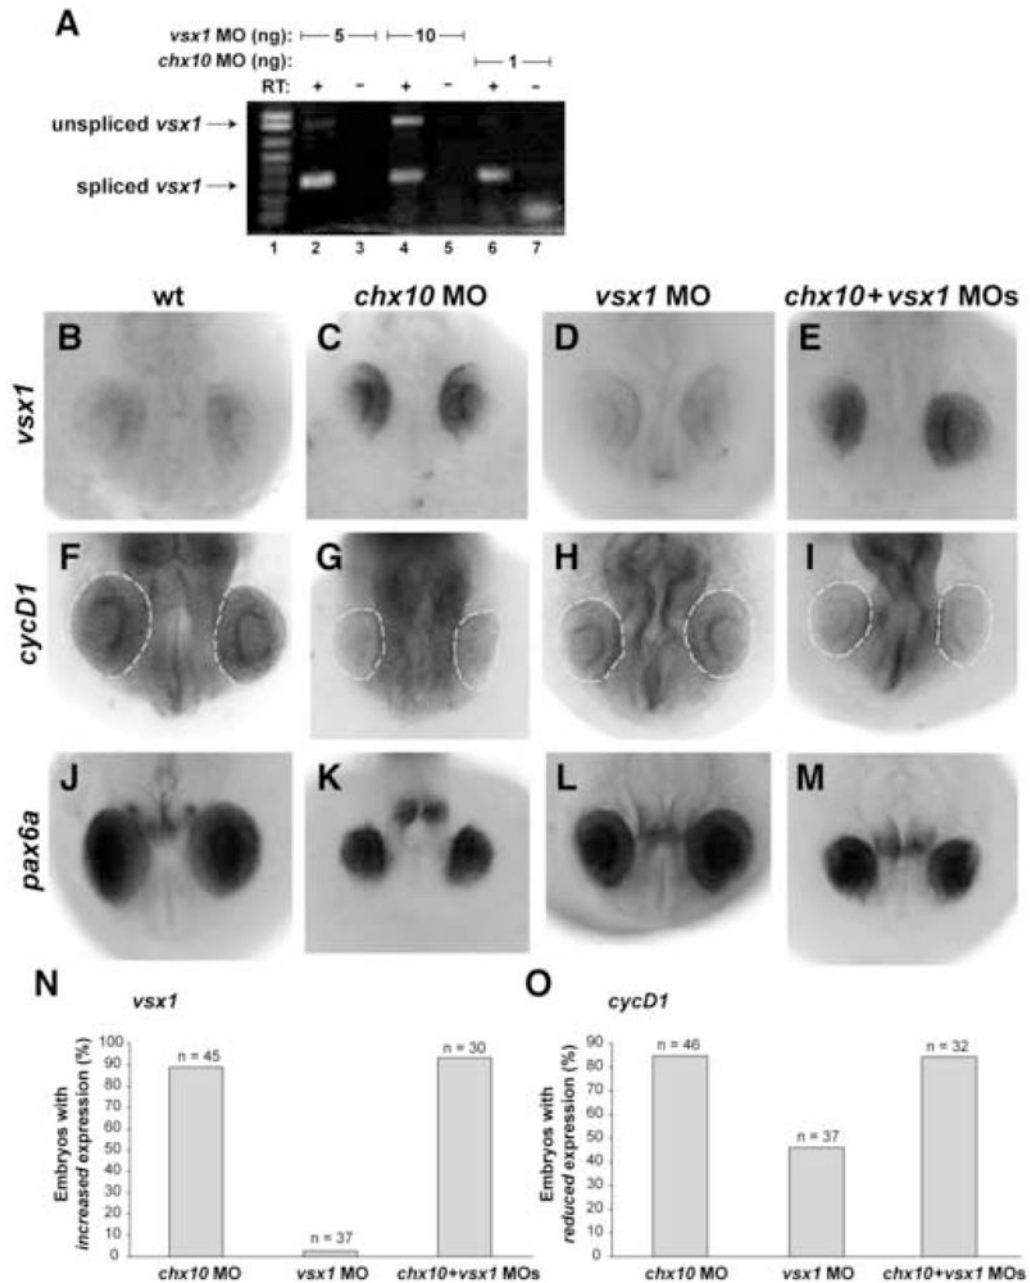 A
vsx1 MO (ng): 5 10
chx10 MO (ng): 1
RT: + - + - + -
unspliced vsx1
spliced vsx1
1 2 3 4 5 6 7
wt chx10 MO vsx1 MO chx10+vsx1 MOs
vsx1 B C D E
cycD1 F G H I
pax6a J K L M
N vsx1
Embryos with
increased expression (%)
100
90
80
70
60
50
40
30
20
10
0
n = 45
n = 37
n = 30
chx10 MO vsx1 MO chx10+vsx1 MOs
O cycD1
Embryos with
reduced expression (%)
90
80
70
60
50
40
30
20
10
0
n = 46
n = 37
n = 32
chx10 MO vsx1 MO chx10+vsx1 MOs